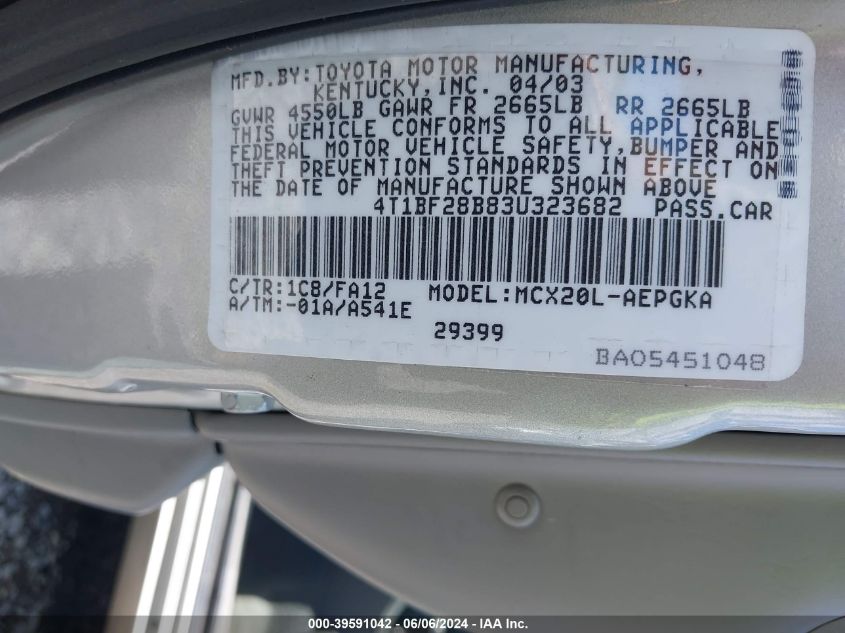 MFD.BY:TOYOTA MOTOR MANUFACTURING,
KENTUCKY,INC. 04/03
GVWR 4550LB GAWR FR 2665LB RR 2665LB
THIS VEHICLE CONFORMS TO ALL APPLICABLE
FEDERAL MOTOR VEHICLE SAFETY,BUMPER AND
THEFT PREVENTION STANDARDS IN EFFECT ON
THE DATE OF MANUFACTURE SHOWN ABOVE
4T1BF28B83U323682 PASS.CAR
C/TR:1C8/FA12 MODEL:MCX20L-AEPGKA
A/TM:-01A/A541E
29399
BAO5451048
000-39591042 - 06/06/2024 - IAA Inc.